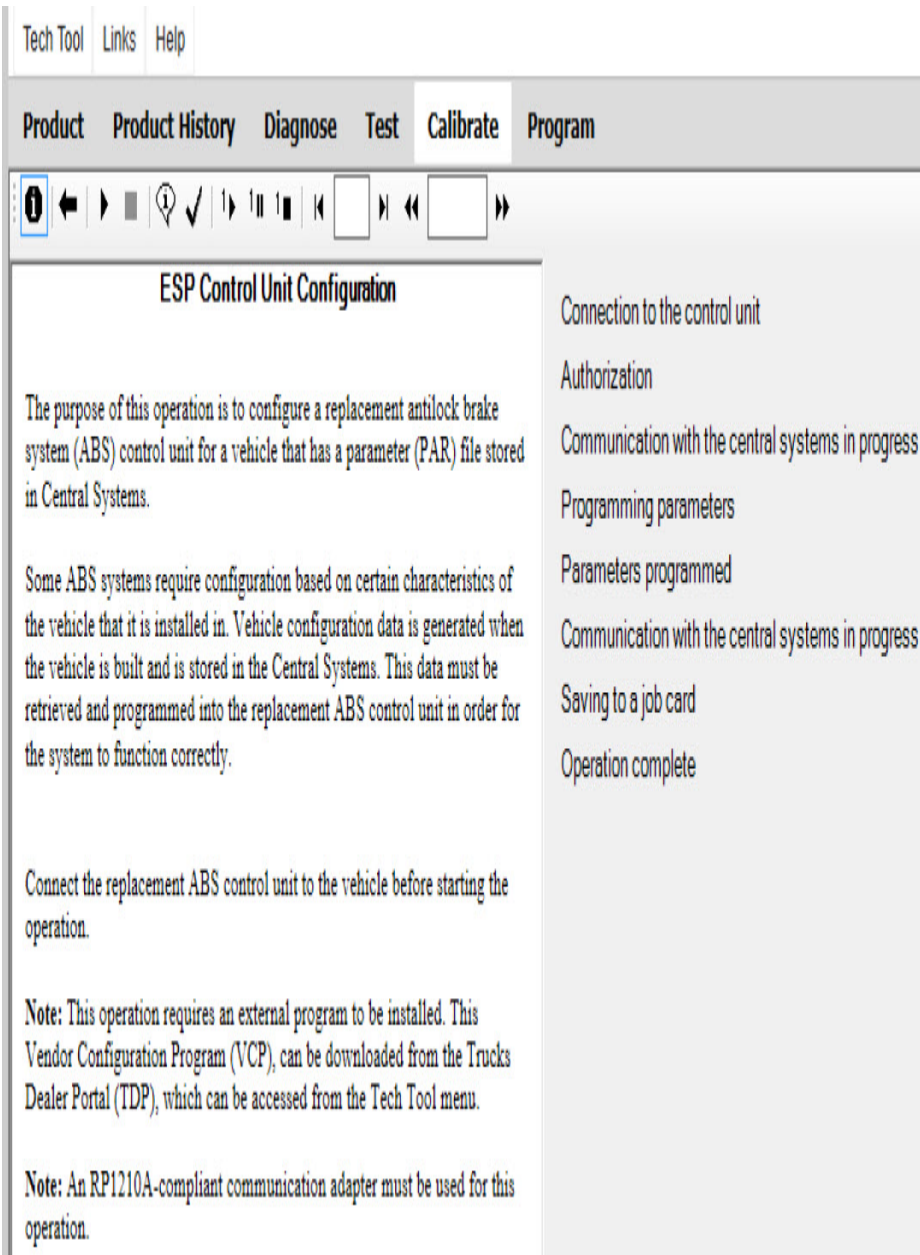 Tech Tool Links Help
Product Product History Diagnose Test Calibrate Program
ESP Control Unit Configuration
The purpose of this operation is to configure a replacement antilock brake
system (ABS) control unit for a vehicle that has a parameter (PAR) file stored
in Central Systems.
Some ABS systems require configuration based on certain characteristics of
the vehicle that it is installed in. Vehicle configuration data is generated when
the vehicle is built and is stored in the Central Systems. This data must be
retrieved and programmed into the replacement ABS control unit in order for
the system to function correctly.
Connect the replacement ABS control unit to the vehicle before starting the
operation.
Note: This operation requires an external program to be installed. This
Vendor Configuration Program (VCP), can be downloaded from the Trucks
Dealer Portal (TDP), which can be accessed from the Tech Tool menu.
Note: An RP1210A-compliant communication adapter must be used for this
operation.
Connection to the control unit
Authorization
Communication with the central systems in progress
Programming parameters
Parameters programmed
Communication with the central systems in progress
Saving to a job card
Operation complete